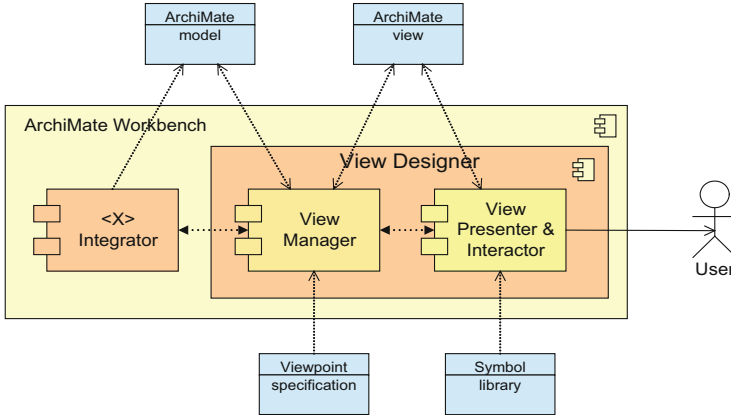 ArchiMate
model
ArchiMate
view
ArchiMate Workbench
View Designer
<X>
Integrator
View
Manager
View
Presenter &
Interactor
User
Viewpoint
specification
Symbol
library